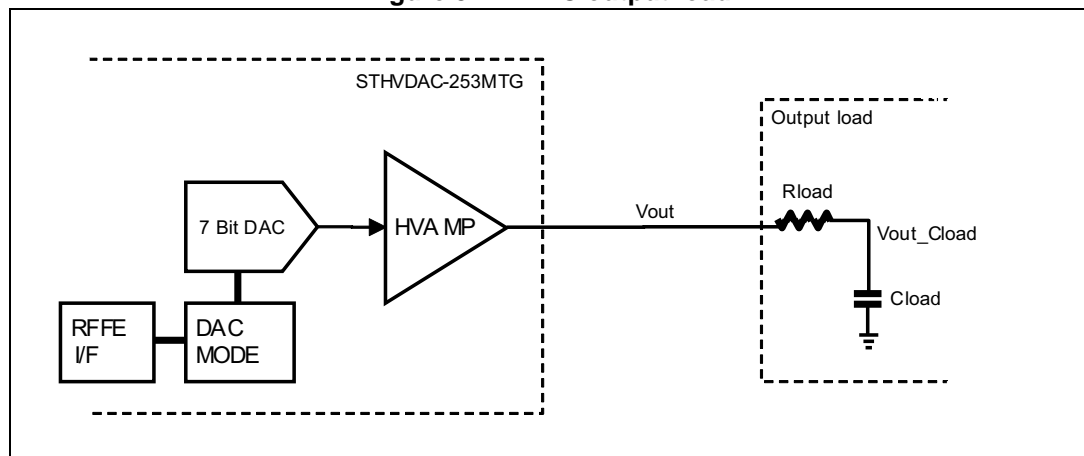 STHVDAC-253MTG
Output load
Rload
7 Bit DAC
HVA MP
Vout
Vout_Cload
Cload
RFFE
I/F
DAC
MODE